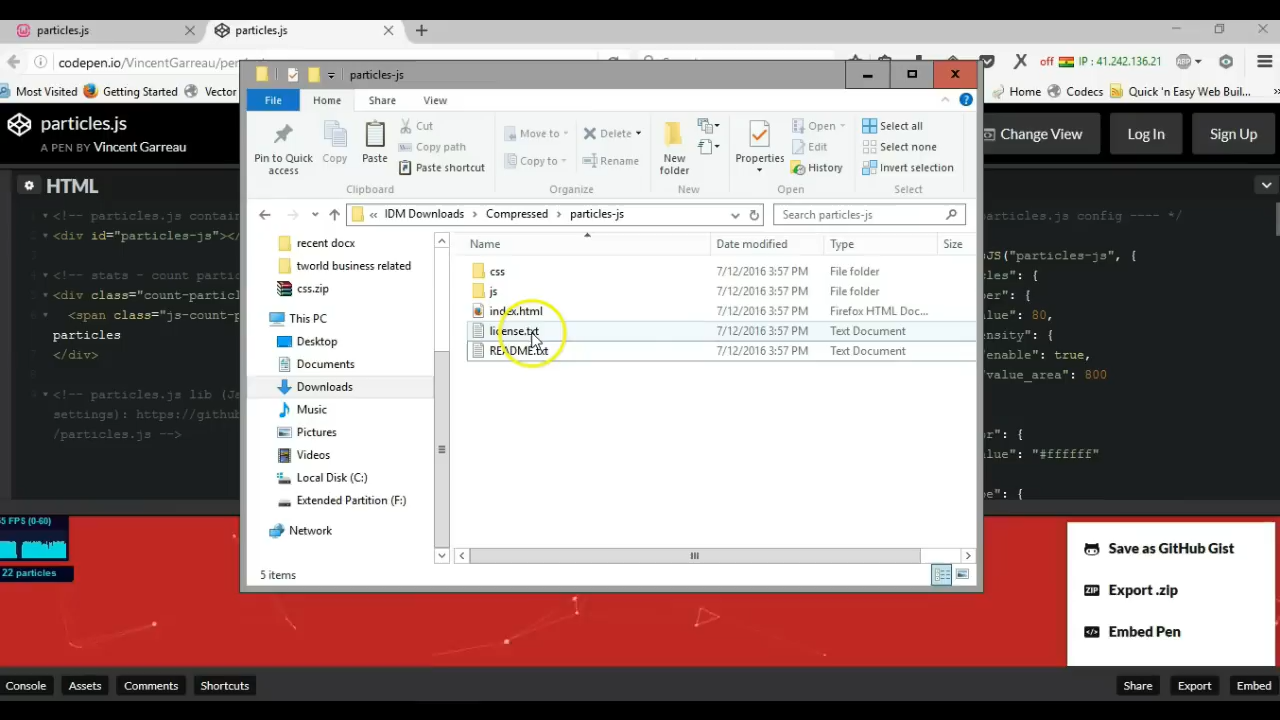 particles.js
particles.js
codepen.io/VincentGarreau/pen
off IP : 41.242.136.21
Most Visited
Getting Started
Vector
Home
Codecs
Quick 'n Easy Web Buil...
particles.js
A PEN BY Vincent Garreau
Change View
Log In
Sign Up
HTML
<!-- particles.js contain
<div id="particles-js"></
<!-- stats - count partic
<div class="count-partic
<span class="js-count-p
particles
</div>
<!-- particles.js lib (Ja
settings): https://github
/particles.js -->
particles.js config ---- */
JS("particles-js", {
les": {
ber": {
lue": 80,
ensity": {
enable": true,
value_area": 800
or": {
lue": "#ffffff"
pe": {
particles-js
File
Home
Share
View
Pin to Quick
access
Copy
Paste
Cut
Copy path
Paste shortcut
Clipboard
Move to
Copy to
Delete
Rename
Organize
New
folder
New
Properties
Open
Edit
History
Open
Select all
Select none
Invert selection
Select
« IDM Downloads > Compressed > particles-js
Search particles-js
recent docx
tworld business related
css.zip
This PC
Desktop
Documents
Downloads
Music
Pictures
Videos
Local Disk (C:)
Extended Partition (F:)
Network
Name Date modified Type Size
css 7/12/2016 3:57 PM File folder
js 7/12/2016 3:57 PM File folder
index.html 7/12/2016 3:57 PM Firefox HTML Doc...
license.txt 7/12/2016 3:57 PM Text Document
README.txt 7/12/2016 3:57 PM Text Document
5 items
5 FPS (0-60)
22 particles
Save as GitHub Gist
ZIP Export .zip
Embed Pen
Console
Assets
Comments
Shortcuts
Share
Export
Embed